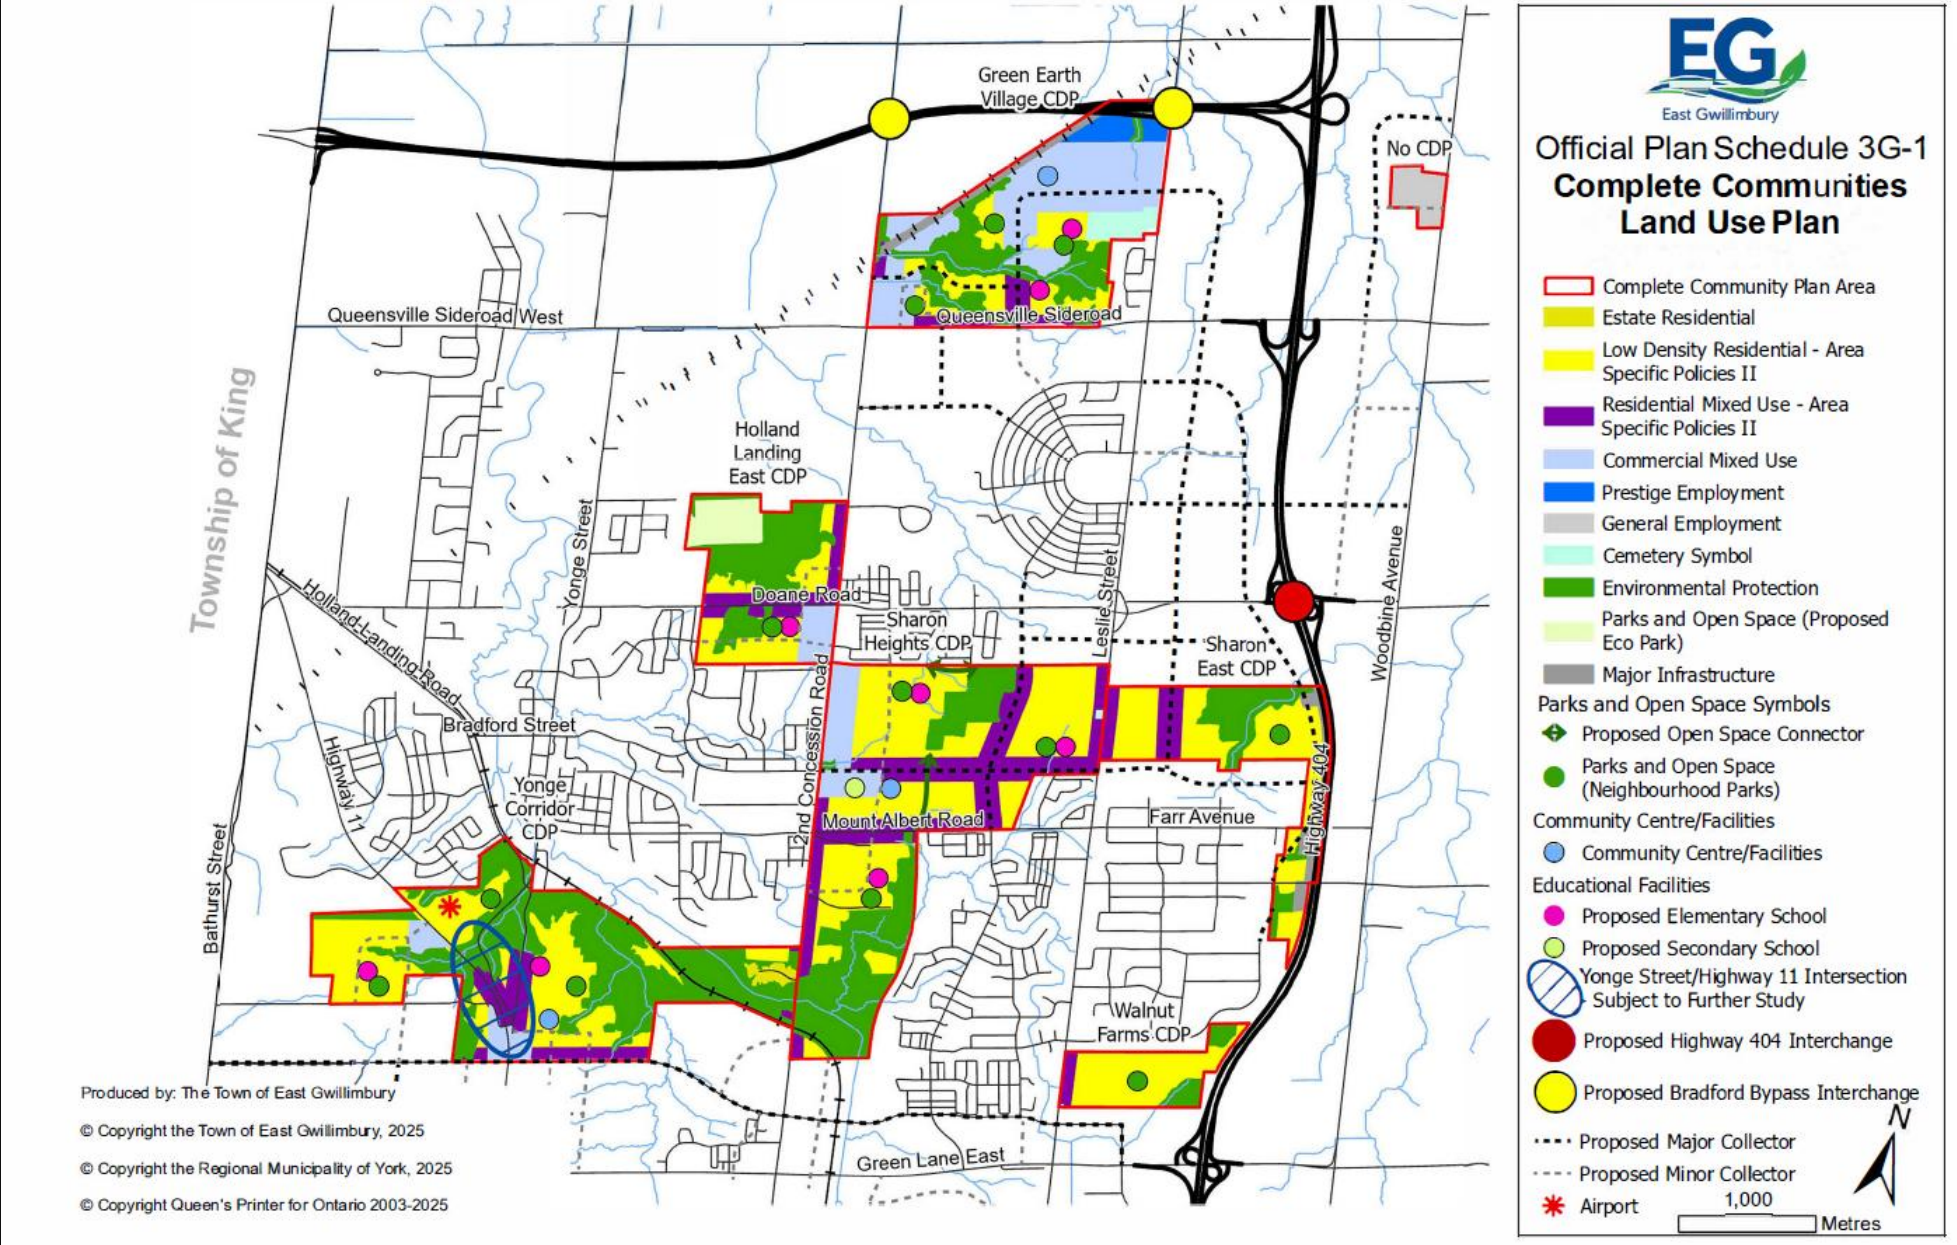 Green Earth
Village CDP
No CDP
Queensville Sideroad West
Queensville Sideroad
Township of King
Holland
Landing
East CDP
Yonge Street
Leslie Street
Woodbine Avenue
Doane Road
Holland Landing Road
Sharon
Heights CDP
Sharon
East CDP
Bradford Street
Highway 11
2nd Concession Road
Highway 404
Yonge
Corridor
CDP
Mount Albert Road
Farr Avenue
Bathurst Street
Walnut
Farms CDP
Green Lane East
Produced by: The Town of East Gwillimbury
© Copyright the Town of East Gwillimbury, 2025
© Copyright the Regional Municipality of York, 2025
© Copyright Queen's Printer for Ontario 2003-2025
EG
East Gwillimbury
Official Plan Schedule 3G-1
Complete Communities
Land Use Plan
Complete Community Plan Area
Estate Residential
Low Density Residential - Area
Specific Policies II
Residential Mixed Use - Area
Specific Policies II
Commercial Mixed Use
Prestige Employment
General Employment
Cemetery Symbol
Environmental Protection
Parks and Open Space (Proposed
Eco Park)
Major Infrastructure
Parks and Open Space Symbols
Proposed Open Space Connector
Parks and Open Space
(Neighbourhood Parks)
Community Centre/Facilities
Community Centre/Facilities
Educational Facilities
Proposed Elementary School
Proposed Secondary School
Yonge Street/Highway 11 Intersection
- Subject to Further Study
Proposed Highway 404 Interchange
Proposed Bradford Bypass Interchange
N
Proposed Major Collector
Proposed Minor Collector
Airport
1,000
Metres